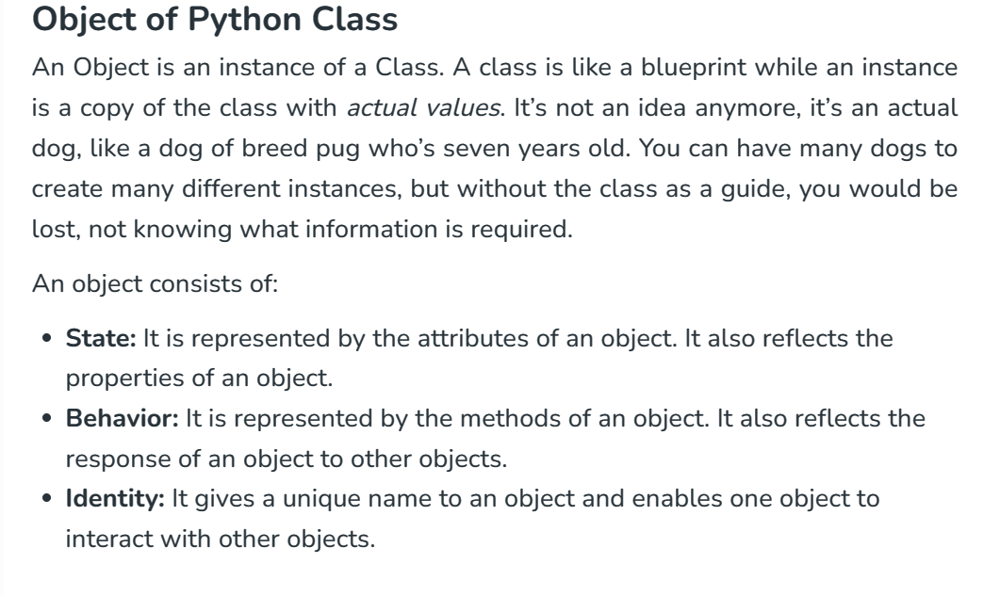 Object of Python Class
An Object is an instance of a Class. A class is like a blueprint while an instance
is a copy of the class with actual values. It’s not an idea anymore, it’s an actual
dog, like a dog of breed pug who’s seven years old. You can have many dogs to
create many different instances, but without the class as a guide, you would be
lost, not knowing what information is required.
An object consists of:
• State: It is represented by the attributes of an object. It also reflects the
properties of an object.
• Behavior: It is represented by the methods of an object. It also reflects the
response of an object to other objects.
• Identity: It gives a unique name to an object and enables one object to
interact with other objects.